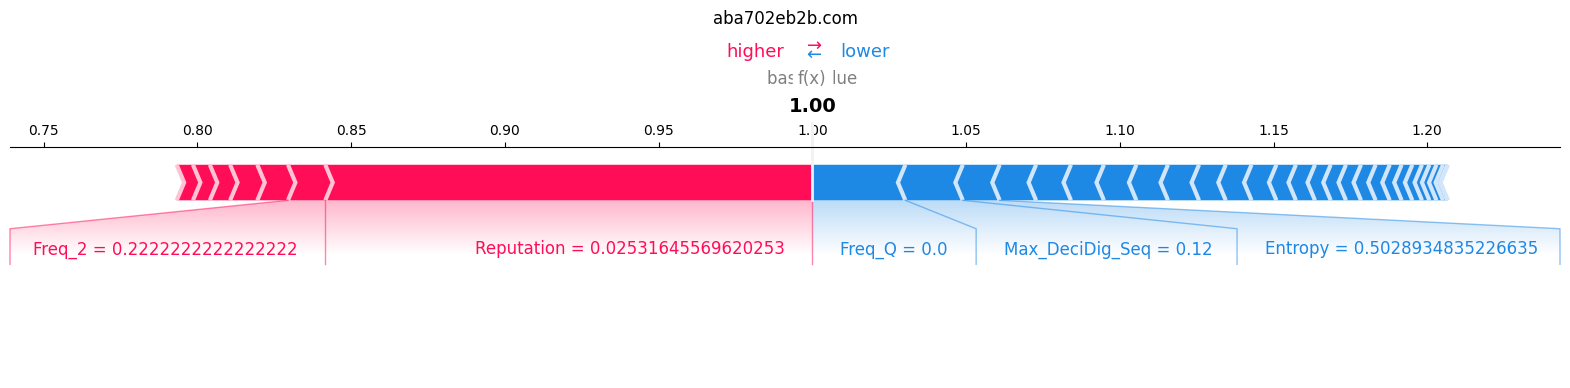 aba702eb2b.com
higher ⇄ lower
f(x)
1.00
0.75 0.80 0.85 0.90 0.95 1.00 1.05 1.10 1.15 1.20
Freq_2 = 0.2222222222222222 Reputation = 0.02531645569620253 Freq_Q = 0.0 Max_DeciDig_Seq = 0.12 Entropy = 0.5028934835226635